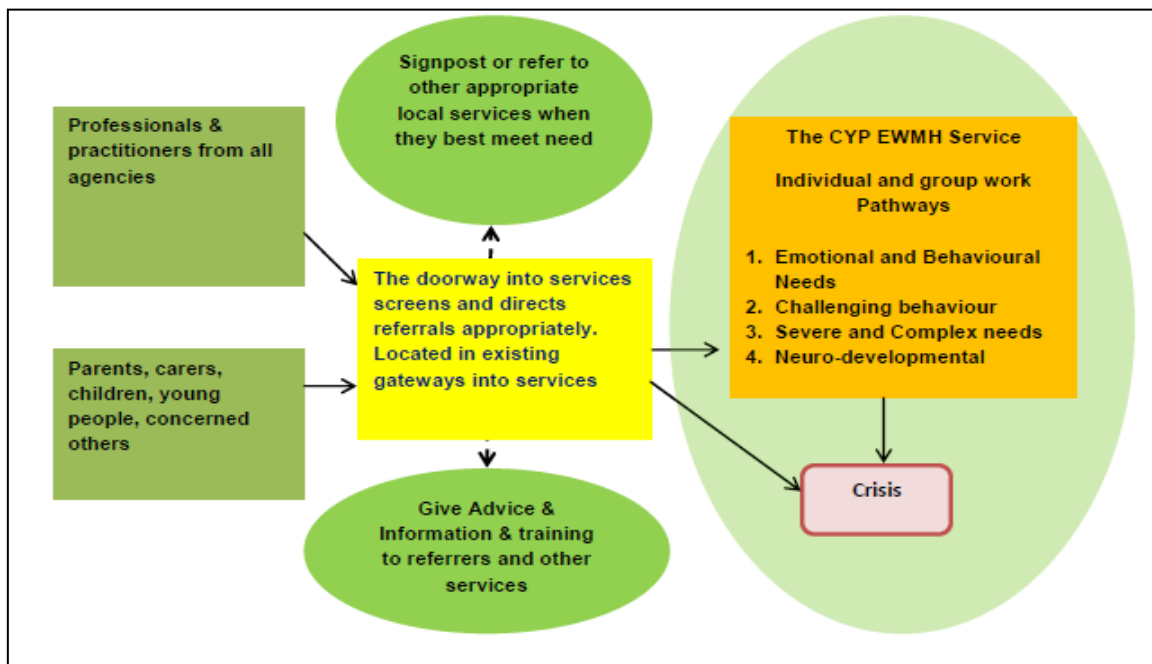 Signpost or refer to
other appropriate
local services when
they best meet need
Professionals &
practitioners from all
agencies
The CYP EWMH Service
Individual and group work
Pathways
1. Emotional and Behavioural
Needs
2. Challenging behaviour
3. Severe and Complex needs
4. Neuro-developmental
The doorway into services
screens and directs
referrals appropriately.
Located in existing
gateways into services
Parents, carers,
children, young
people, concerned
others
Crisis
Give Advice &
Information & training
to referrers and other
services